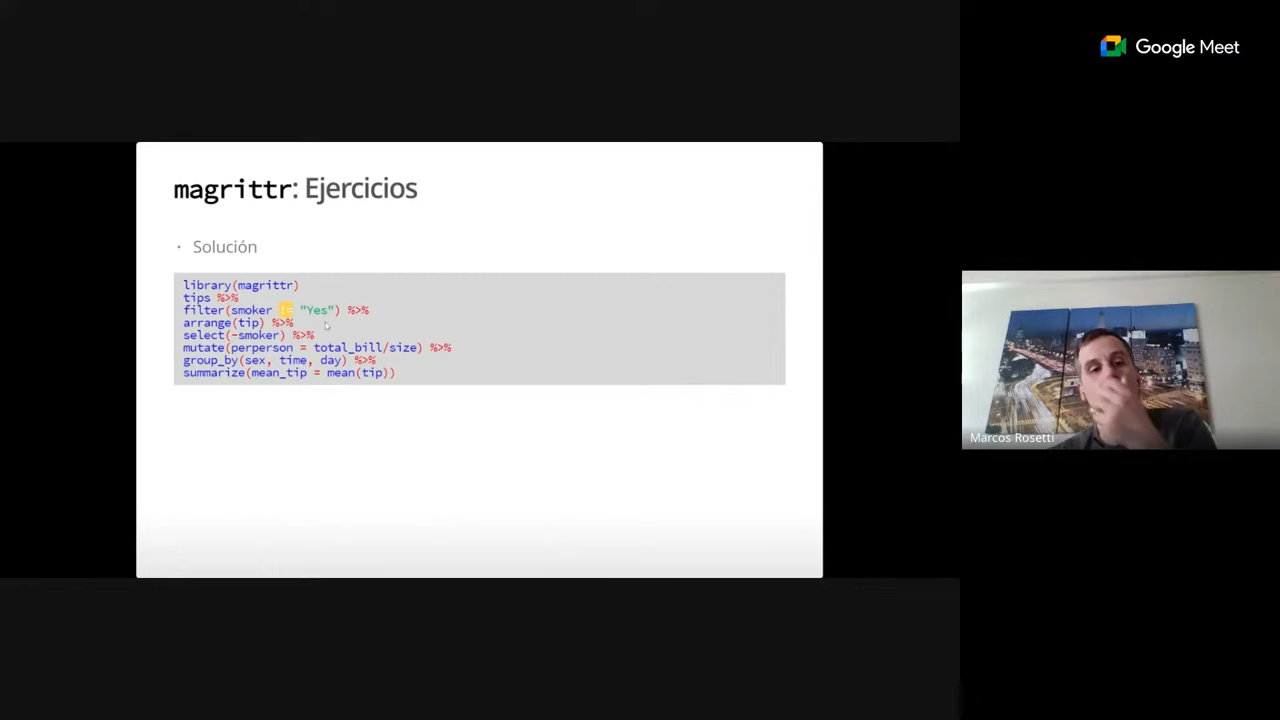 Google Meet
magrittr: Ejercicios
· Solución
library(magrittr)
tips %>%
filter(smoker != "Yes") %>%
arrange(tip) %>%
select(-smoker) %>%
mutate(perperson = total_bill/size) %>%
group_by(sex, time, day) %>%
summarize(mean_tip = mean(tip))
Marcos Rosetti